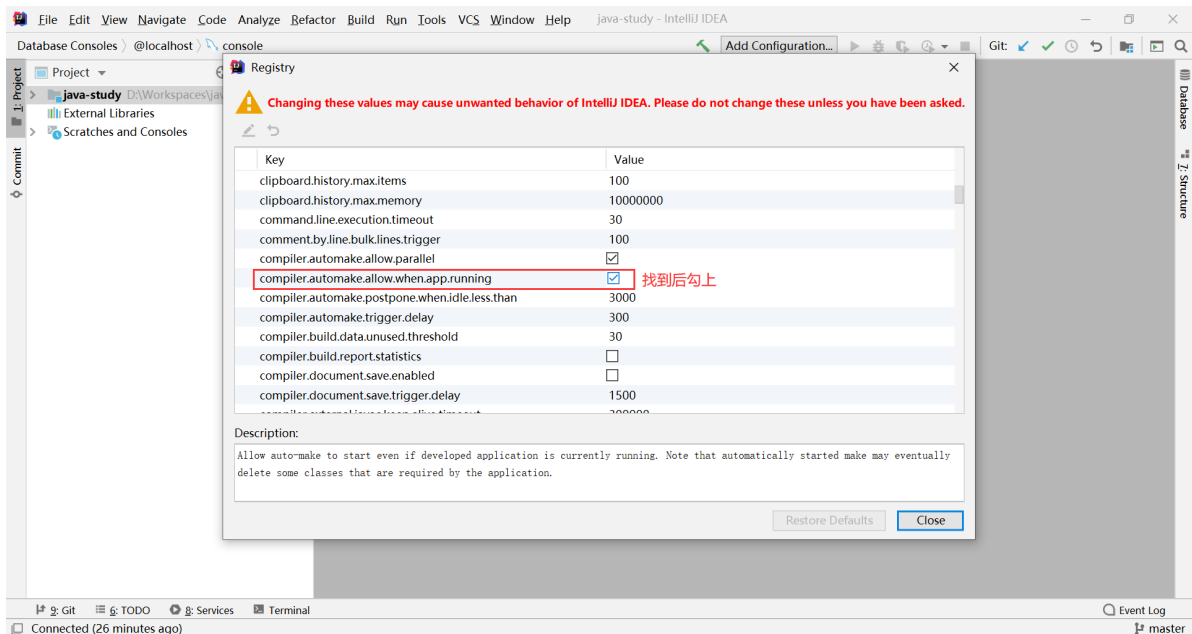 File Edit View Navigate Code Analyze Refactor Build Run Tools VCS Window Help java-study - IntelliJ IDEA
Database Consoles @localhost console Add Configuration... Git:
Project
Registry
1: Project
java-study D:\Workspaces\jav
External Libraries
Scratches and Consoles
Commit
Changing these values may cause unwanted behavior of IntelliJ IDEA. Please do not change these unless you have been asked.
Key Value
clipboard.history.max.items 100
clipboard.history.max.memory 10000000
command.line.execution.timeout 30
comment.by.line.bulk.lines.trigger 100
compiler.automake.allow.parallel
compiler.automake.allow.when.app.running 找到后勾上
compiler.automake.postpone.when.idle.less.than 3000
compiler.automake.trigger.delay 300
compiler.build.data.unused.threshold 30
compiler.build.report.statistics
compiler.document.save.enabled
compiler.document.save.trigger.delay 1500
Description:
Allow auto-make to start even if developed application is currently running. Note that automatically started make may eventually
delete some classes that are required by the application.
Restore Defaults Close
Database
7: Structure
9: Git 6: TODO 8: Services Terminal Event Log
Connected (26 minutes ago) master